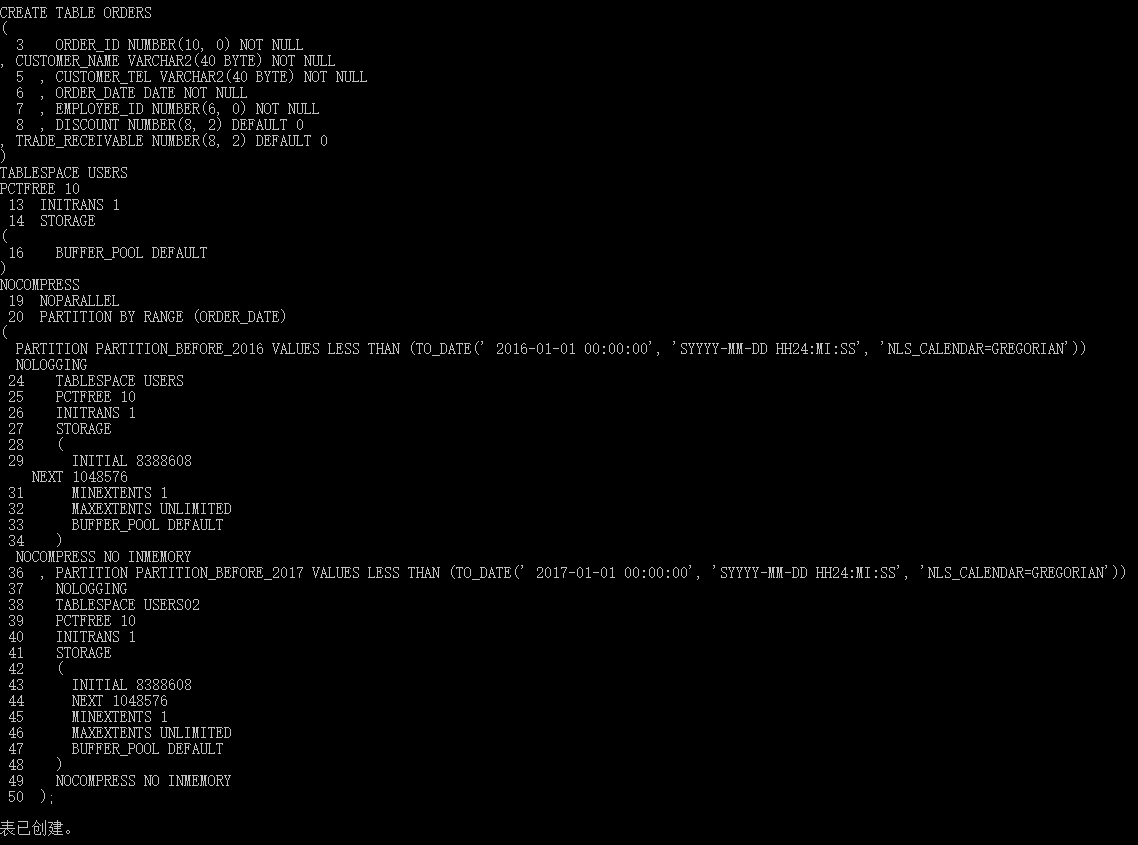 CREATE TABLE ORDERS
(
  3    ORDER_ID NUMBER(10, 0) NOT NULL
, CUSTOMER_NAME VARCHAR2(40 BYTE) NOT NULL
  5  , CUSTOMER_TEL VARCHAR2(40 BYTE) NOT NULL
  6  , ORDER_DATE DATE NOT NULL
  7  , EMPLOYEE_ID NUMBER(6, 0) NOT NULL
  8  , DISCOUNT NUMBER(8, 2) DEFAULT 0
, TRADE_RECEIVABLE NUMBER(8, 2) DEFAULT 0
)
TABLESPACE USERS
PCTFREE 10
 13  INITRANS 1
 14  STORAGE
(
 16    BUFFER_POOL DEFAULT
)
NOCOMPRESS
 19  NOPARALLEL
 20  PARTITION BY RANGE (ORDER_DATE)
(
  PARTITION PARTITION_BEFORE_2016 VALUES LESS THAN (TO_DATE(' 2016-01-01 00:00:00', 'SYYYY-MM-DD HH24:MI:SS', 'NLS_CALENDAR=GREGORIAN'))
  NOLOGGING
 24    TABLESPACE USERS
 25    PCTFREE 10
 26    INITRANS 1
 27    STORAGE
 28    (
 29      INITIAL 8388608
    NEXT 1048576
 31      MINEXTENTS 1
 32      MAXEXTENTS UNLIMITED
 33      BUFFER_POOL DEFAULT
 34    )
  NOCOMPRESS NO INMEMORY
 36  , PARTITION PARTITION_BEFORE_2017 VALUES LESS THAN (TO_DATE(' 2017-01-01 00:00:00', 'SYYYY-MM-DD HH24:MI:SS', 'NLS_CALENDAR=GREGORIAN'))
 37    NOLOGGING
 38    TABLESPACE USERS02
 39    PCTFREE 10
 40    INITRANS 1
 41    STORAGE
 42    (
 43      INITIAL 8388608
 44      NEXT 1048576
 45      MINEXTENTS 1
 46      MAXEXTENTS UNLIMITED
 47      BUFFER_POOL DEFAULT
 48    )
 49    NOCOMPRESS NO INMEMORY
 50  );
表已创建。